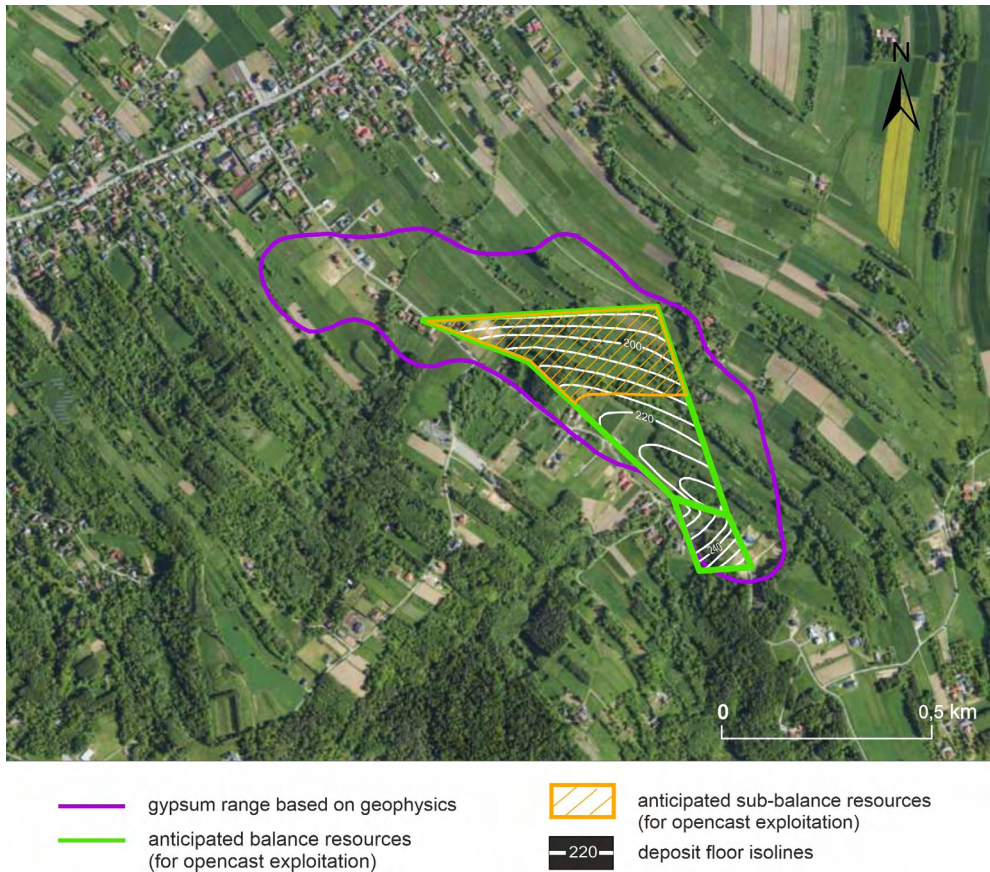 N
200
220
240
0
0,5 km
gypsum range based on geophysics
anticipated balance resources
(for opencast exploitation)
anticipated sub-balance resources
(for opencast exploitation)
220
deposit floor isolines